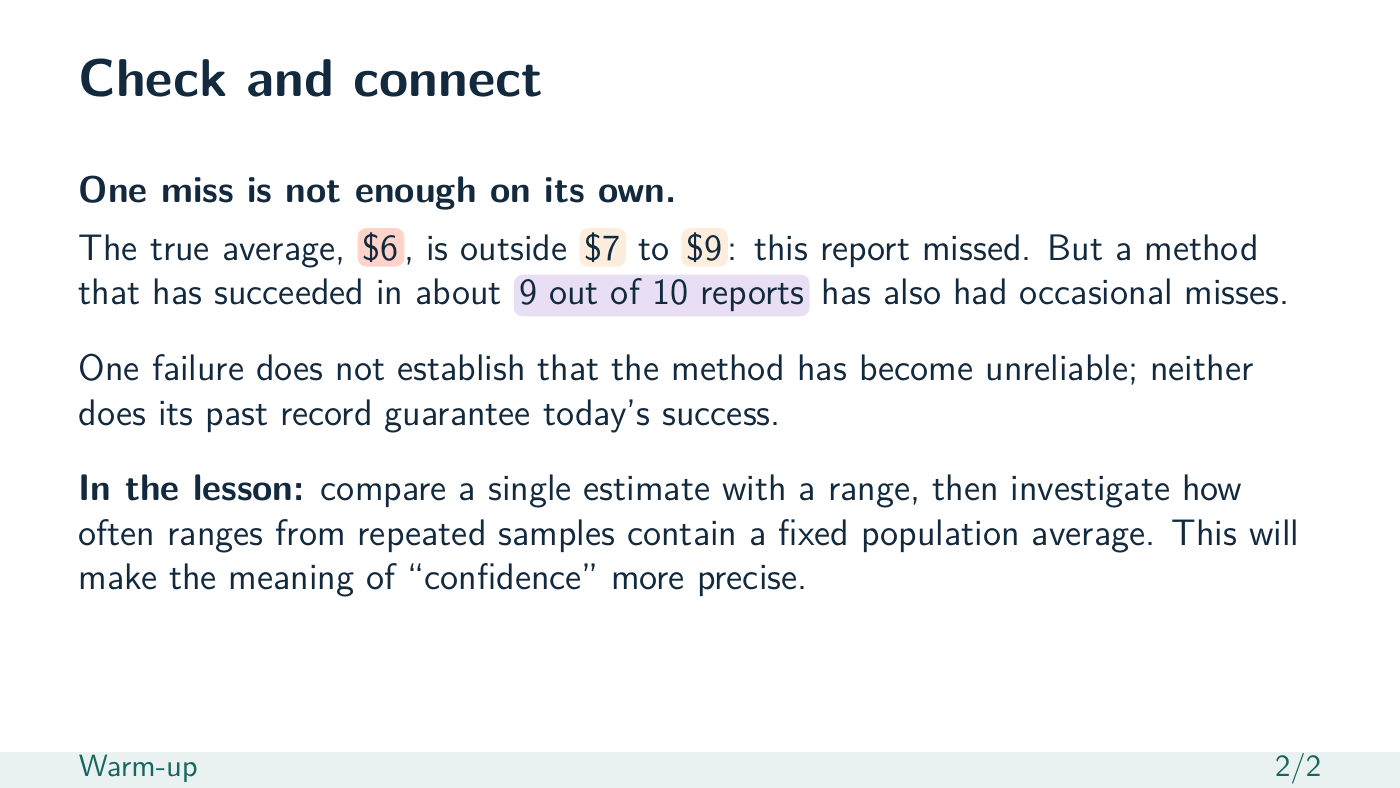 Check and connect
One miss is not enough on its own.
The true average, $6, is outside $7 to $9: this report missed. But a method
that has succeeded in about 9 out of 10 reports has also had occasional misses.
One failure does not establish that the method has become unreliable; neither
does its past record guarantee today’s success.
In the lesson: compare a single estimate with a range, then investigate how
often ranges from repeated samples contain a fixed population average. This will
make the meaning of “confidence” more precise.
Warm-up
2/2